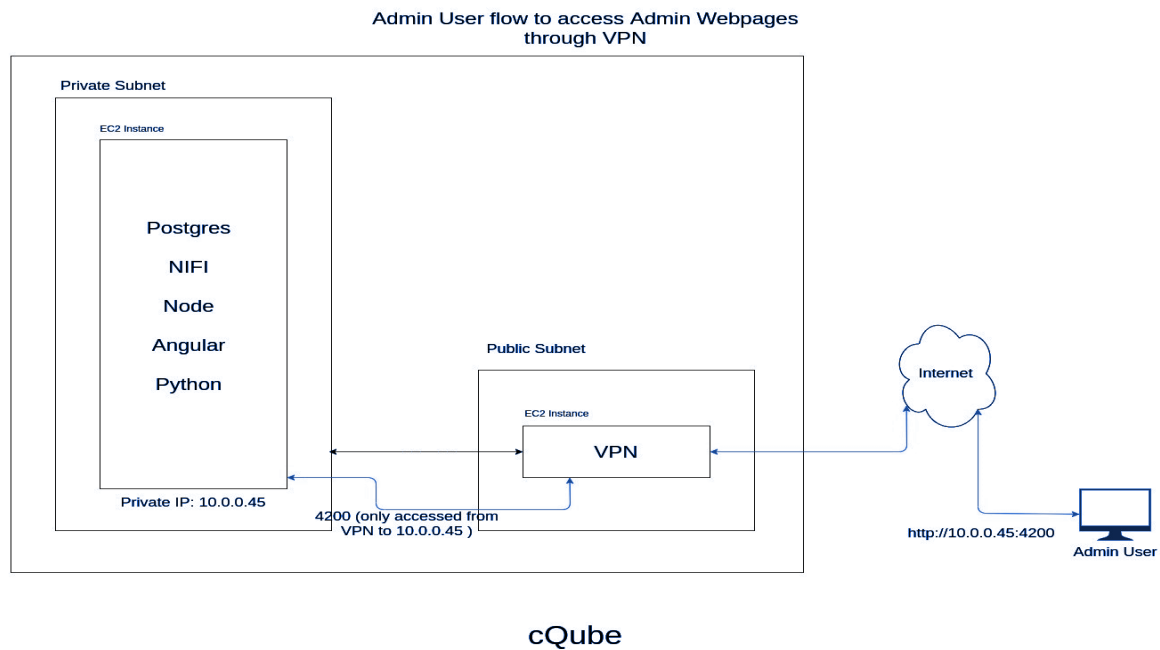 Admin User flow to access Admin Webpages
through VPN
Private Subnet
EC2 Instance
Postgres
NIFI
Node
Angular
Python
Private IP: 10.0.0.45
Public Subnet
EC2 Instance
VPN
4200 (only accessed from
VPN to 10.0.0.45 )
Internet
http://10.0.0.45:4200
Admin User
cQube